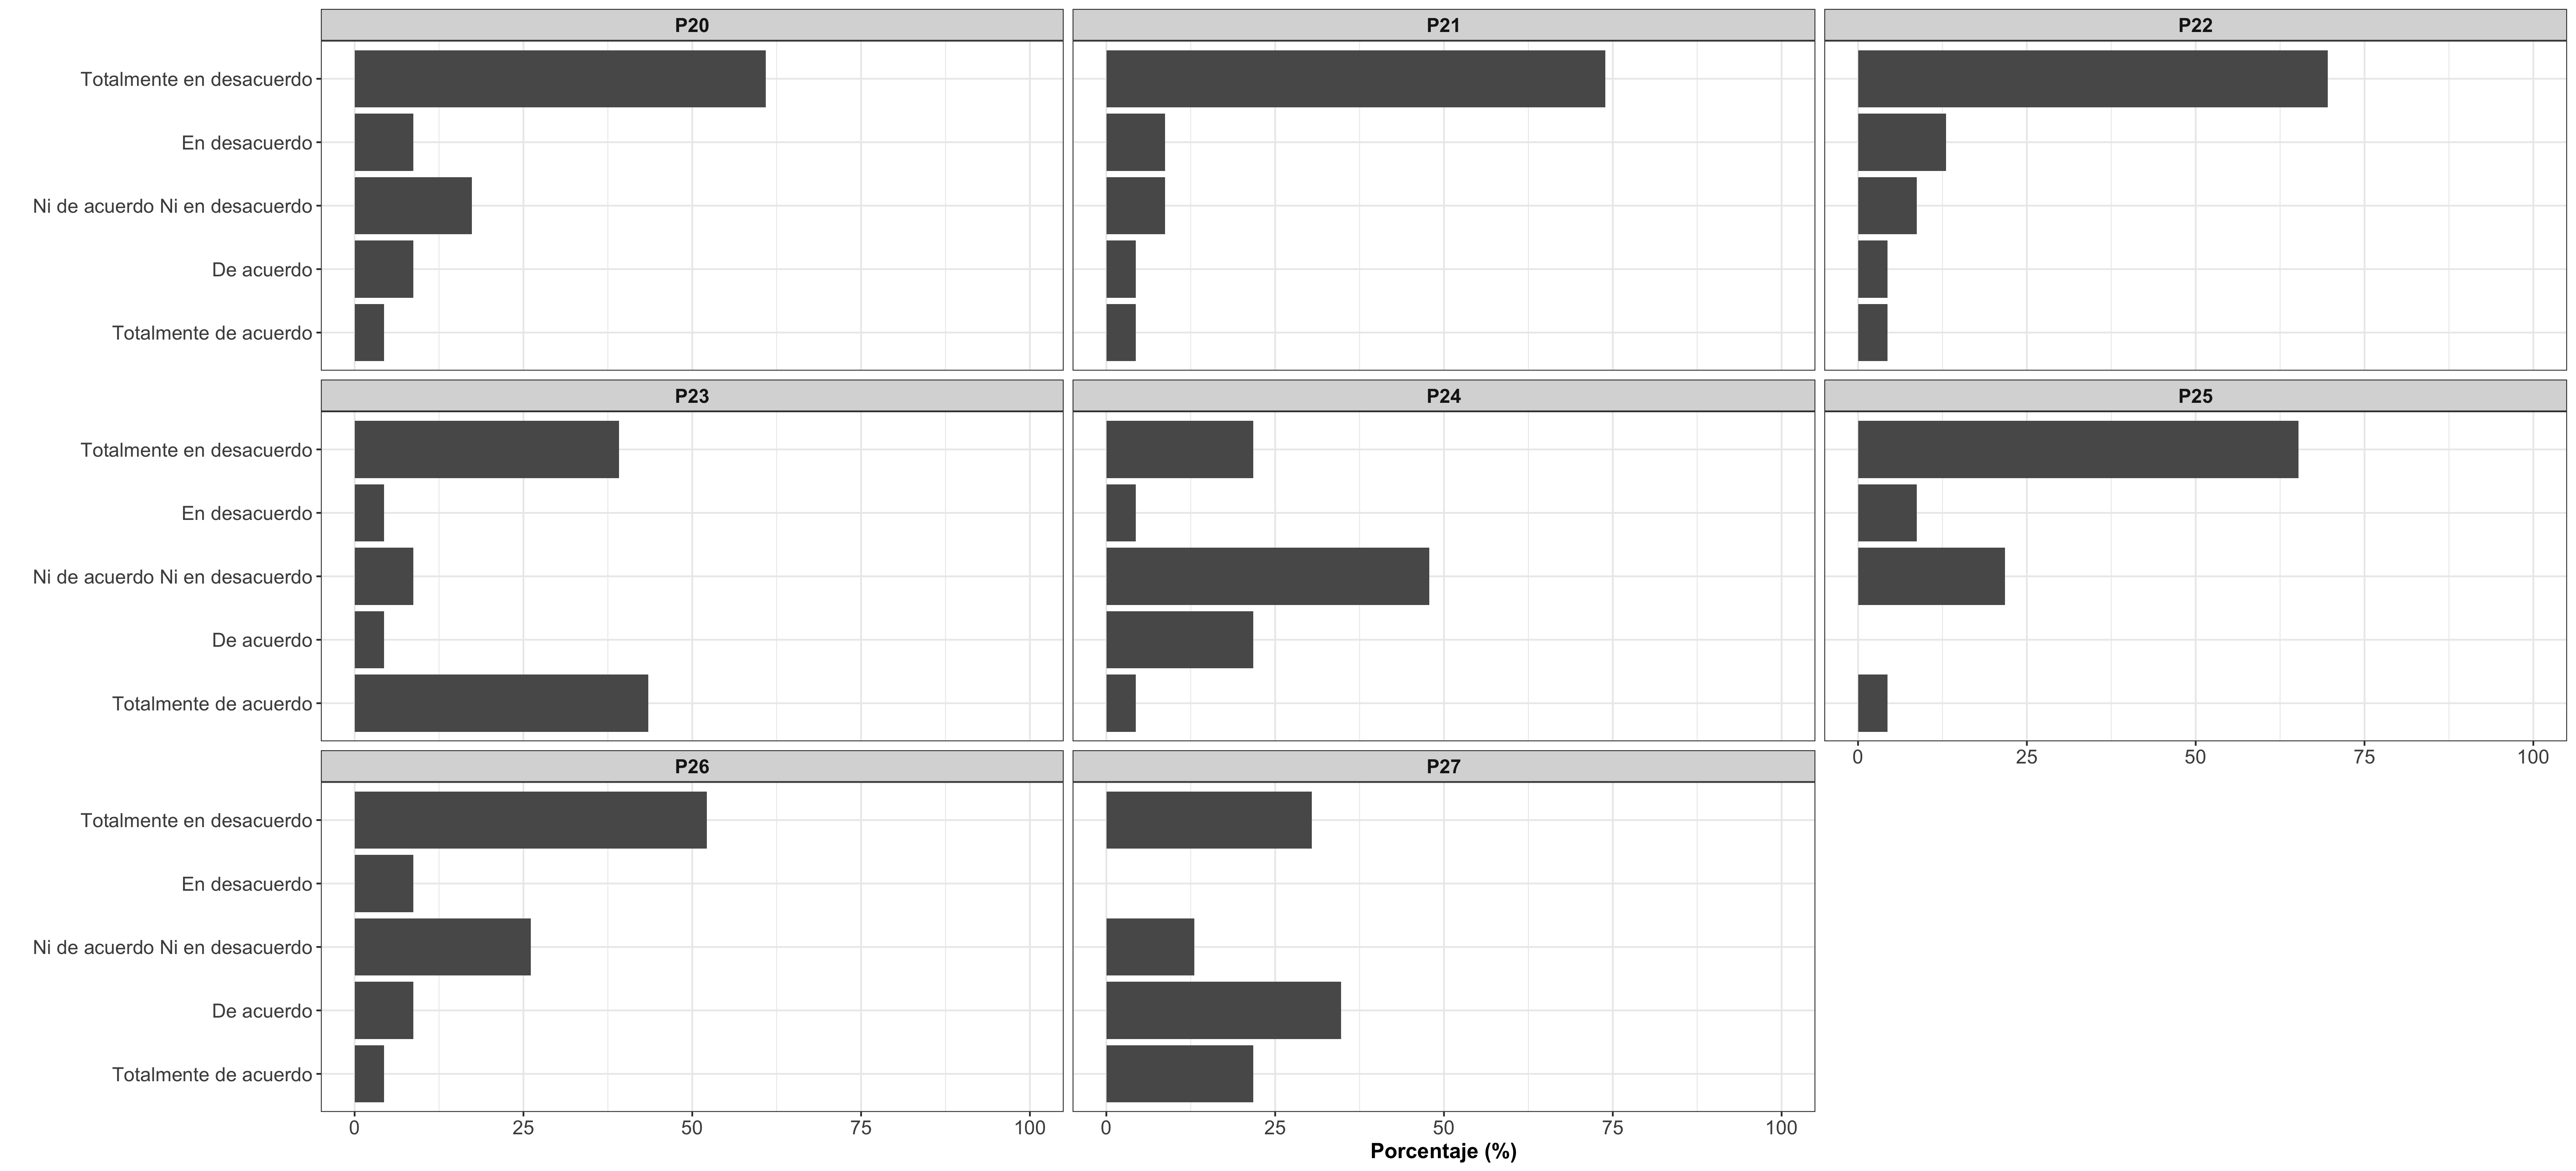 P20
P21
P22
Totalmente en desacuerdo
En desacuerdo
Ni de acuerdo Ni en desacuerdo
De acuerdo
Totalmente de acuerdo
P23
P24
P25
Totalmente en desacuerdo
En desacuerdo
Ni de acuerdo Ni en desacuerdo
De acuerdo
Totalmente de acuerdo
0 25 50 75 100
P26
P27
Totalmente en desacuerdo
En desacuerdo
Ni de acuerdo Ni en desacuerdo
De acuerdo
Totalmente de acuerdo
0 25 50 75 100
0 25 50 75 100
Porcentaje (%)